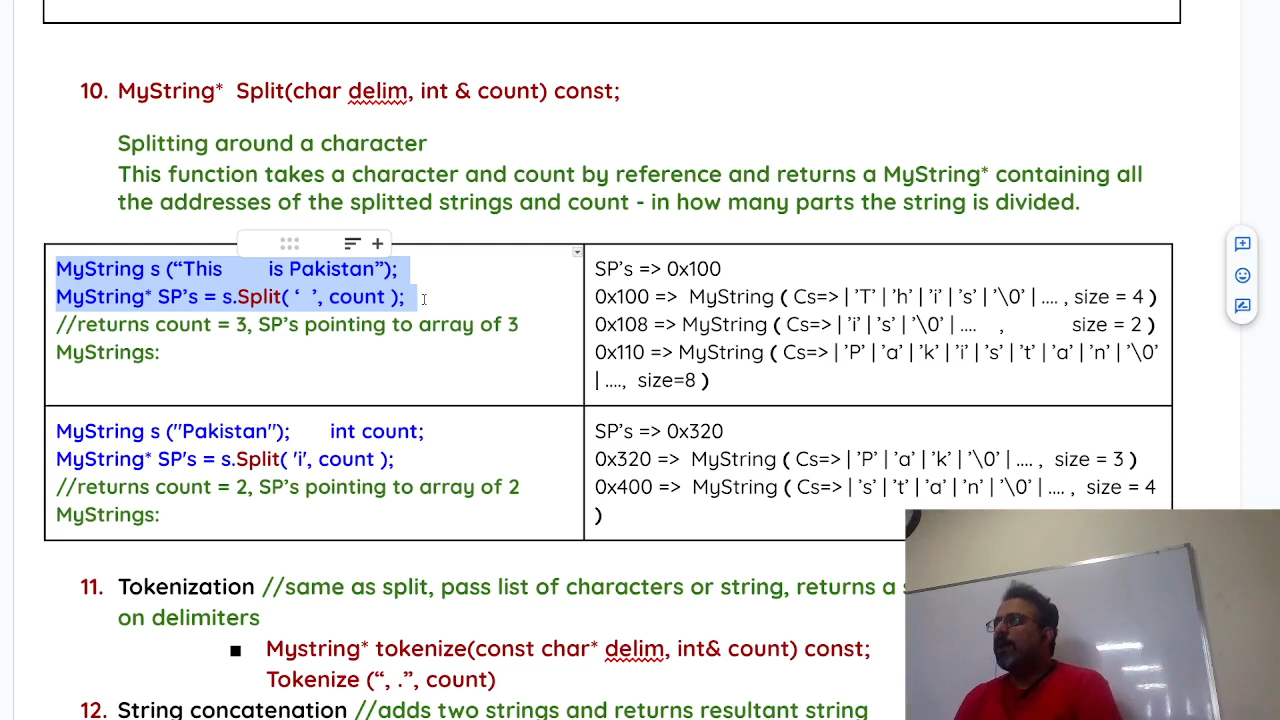 10. MyString* Split(char delim, int & count) const;
Splitting around a character
This function takes a character and count by reference and returns a MyString* containing all
the addresses of the splitted strings and count - in how many parts the string is divided.
MyString s (“This is Pakistan”);
MyString* SP’s = s.Split( ‘ ’, count );
//returns count = 3, SP’s pointing to array of 3
MyStrings:
SP’s => 0x100
0x100 => MyString ( Cs=> | ’T’ | ’h’ | ’i’ | ’s’ | ’\0’ | .... , size = 4 )
0x108 => MyString ( Cs=> | ’i’ | ’s’ | ’\0’ | .... , size = 2 )
0x110 => MyString ( Cs=> | ’P’ | ’a’ | ’k’ | ’i’ | ’s’ | ’t’ | ’a’ | ’n’ | ’\0’
| ...., size=8 )
MyString s ("Pakistan"); int count;
MyString* SP's = s.Split( 'i', count );
//returns count = 2, SP’s pointing to array of 2
MyStrings:
SP’s => 0x320
0x320 => MyString ( Cs=> | ’P’ | ’a’ | ’k’ | ’\0’ | .... , size = 3 )
0x400 => MyString ( Cs=> | ’s’ | ’t’ | ’a’ | ’n’ | ’\0’ | .... , size = 4
)
11. Tokenization //same as split, pass list of characters or string, returns a
on delimiters
■ Mystring* tokenize(const char* delim, int& count) const;
Tokenize (“, .”, count)
12. String concatenation //adds two strings and returns resultant string